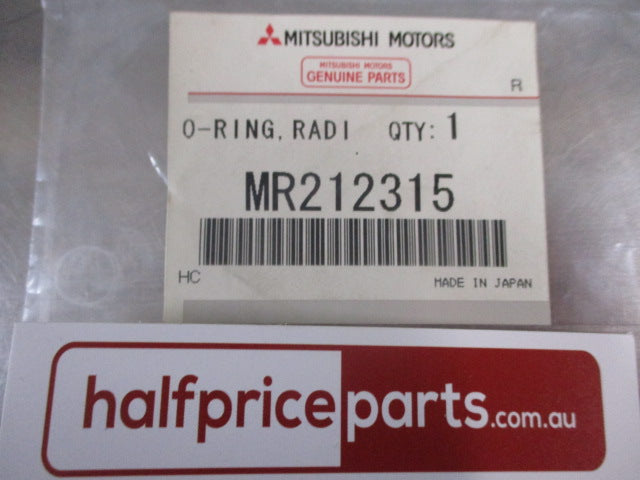 MITSUBISHI MOTORS
MITSUBISHI MOTORS
GENUINE PARTS
R
O-RING, RADI QTY: 1
MR212315
HC MADE IN JAPAN
halfpriceparts.com.au